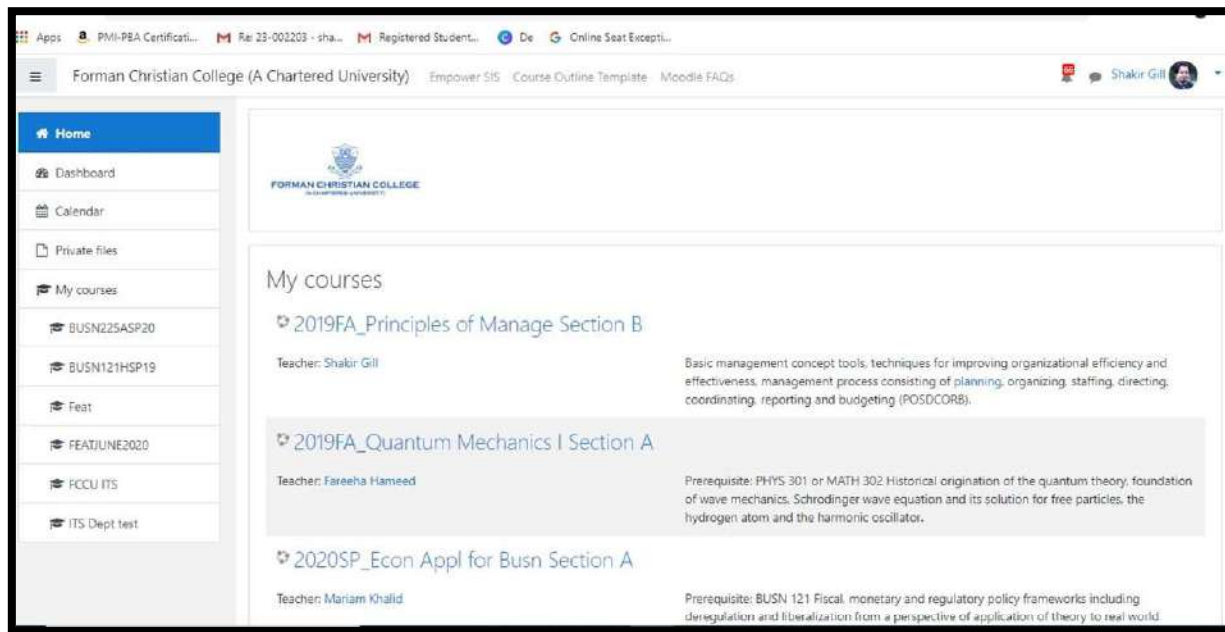 Apps PMI-PBA Certificati... Re: 23-002203 - sha... Registered Student... De Online Seat Excepti...
Forman Christian College (A Chartered University) Empower SIS Course Outline Template Moodle FAQs Shakir Gill
Home
Dashboard
Calendar
Private files
My courses
BUSN225ASP20
BUSN121HSP19
Feat
FEATJUNE2020
FCCU ITS
ITS Dept test
FORMAN CHRISTIAN COLLEGE
(A CHARTERED UNIVERSITY)
My courses
2019FA_Principles of Manage Section B
Teacher: Shakir Gill
Basic management concept tools, techniques for improving organizational efficiency and
effectiveness, management process consisting of planning, organizing, staffing, directing,
coordinating, reporting and budgeting (POSDCORB).
2019FA_Quantum Mechanics I Section A
Teacher: Fareeha Hameed
Prerequisite: PHYS 301 or MATH 302 Historical origination of the quantum theory, foundation
of wave mechanics, Schrodinger wave equation and its solution for free particles, the
hydrogen atom and the harmonic oscillator.
2020SP_Econ Appl for Busn Section A
Teacher: Mariam Khalid
Prerequisite: BUSN 121 Fiscal, monetary and regulatory policy frameworks including
deregulation and liberalization from a perspective of application of theory to real world